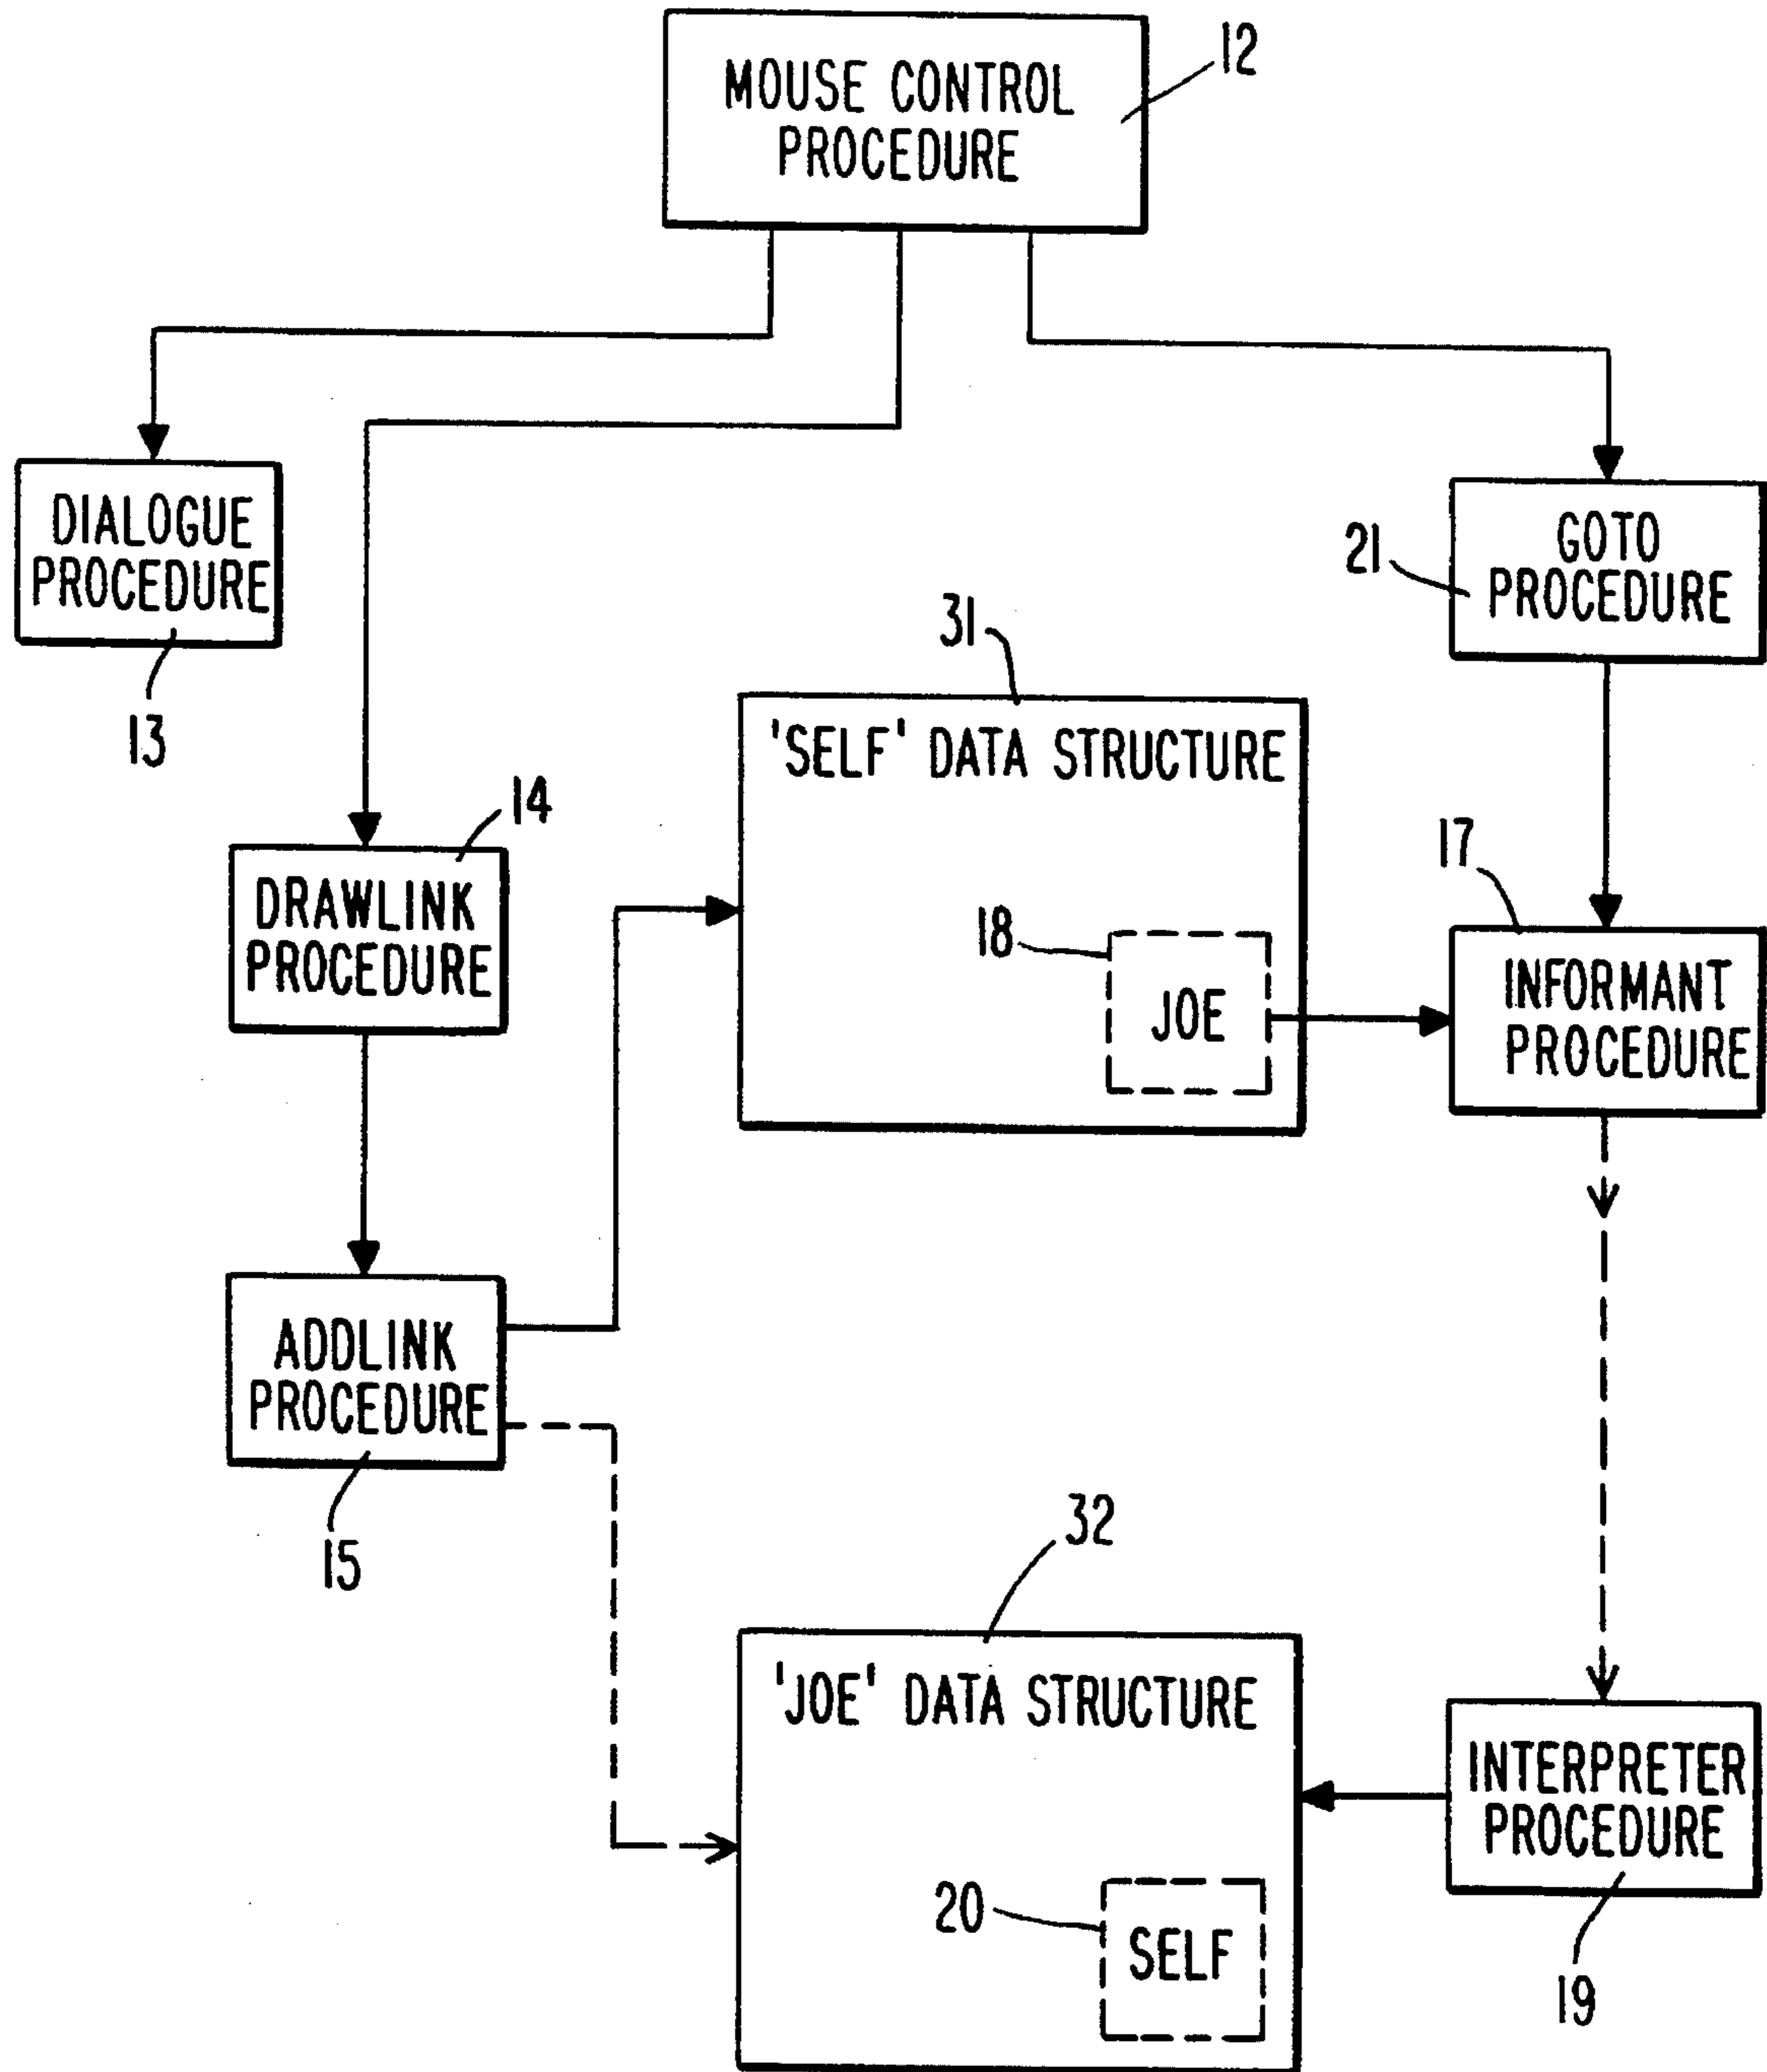 MOUSE CONTROL
PROCEDURE
12
DIALOGUE
PROCEDURE
13
GOTO
PROCEDURE
21
31
'SELF' DATA STRUCTURE
14
DRAWLINK
PROCEDURE
18
JOE
17
INFORMANT
PROCEDURE
ADDLINK
PROCEDURE
15
32
'JOE' DATA STRUCTURE
20
SELF
INTERPRETER
PROCEDURE
19